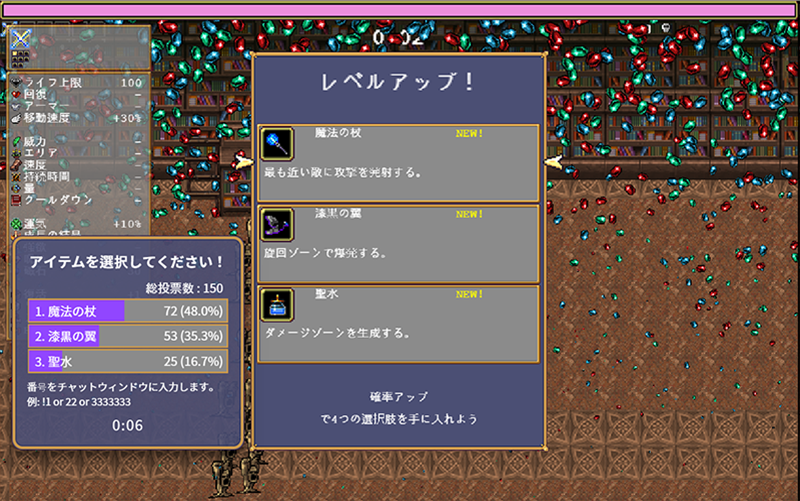 0:02
1
ライフ上限 100
回復 -
アーマー -
移動速度 +30%
威力 -
エリア -
速度 -
持続時間 -
量 -
クールダウン -
運気 +10%
レベルアップ!
魔法の杖 NEW!
最も近い敵に攻撃を発射する。
漆黒の翼 NEW!
旋回ゾーンで爆発する。
聖水 NEW!
ダメージゾーンを生成する。
確率アップ
で4つの選択肢を手に入れよう
アイテムを選択してください!
総投票数 : 150
1. 魔法の杖 72 (48.0%)
2. 漆黒の翼 53 (35.3%)
3. 聖水 25 (16.7%)
番号をチャットウィンドウに入力します。
例: !1 or 22 or 3333333
0:06